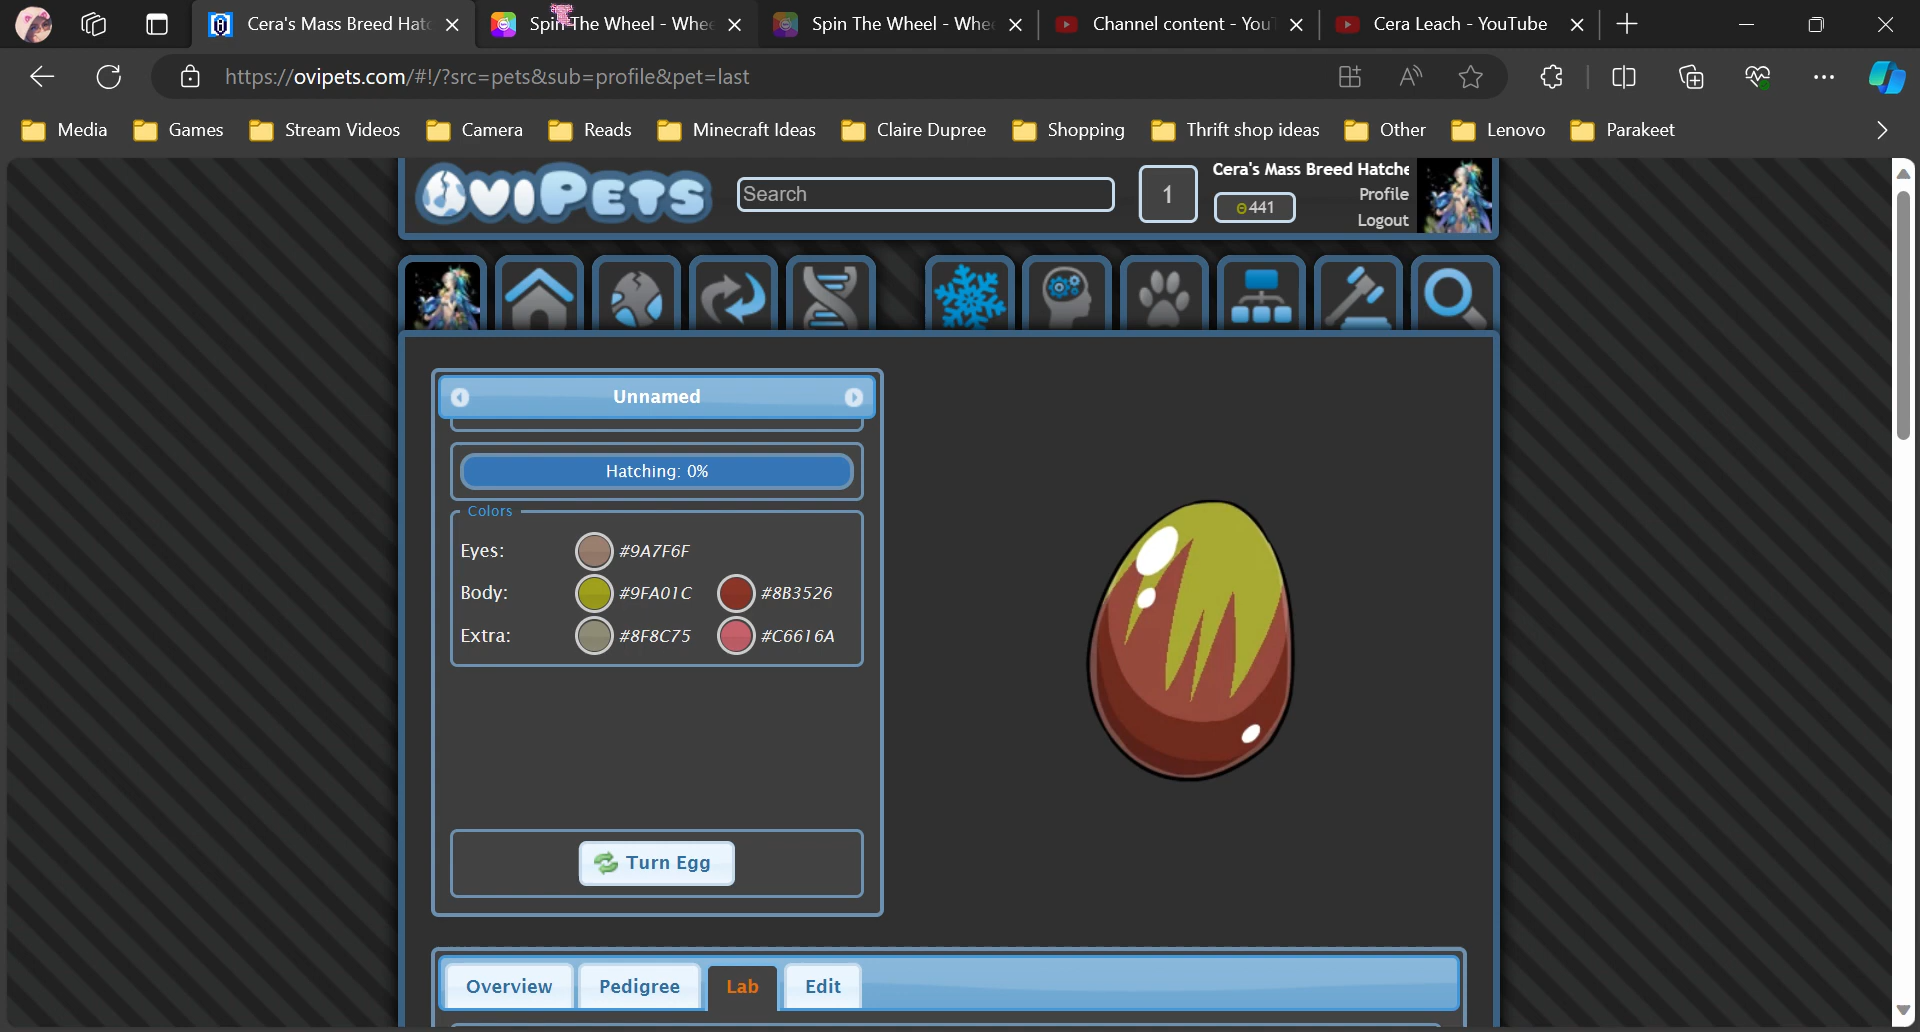 Cera's Mass Breed Hatc
Spin The Wheel - Whee
Spin The Wheel - Whe
Channel content - YouT
Cera Leach - YouTube
https://ovipets.com/#!/?src=pets&sub=profile&pet=last
Media
Games
Stream Videos
Camera
Reads
Minecraft Ideas
Claire Dupree
Shopping
Thrift shop ideas
Other
Lenovo
Parakeet
OviPets
Search
1
Cera's Mass Breed Hatche
441
Profile
Logout
Unnamed
Hatching: 0%
Colors
Eyes: #9A7F6F
Body: #9FA01C #8B3526
Extra: #8F8C75 #C6616A
Turn Egg
Overview
Pedigree
Lab
Edit